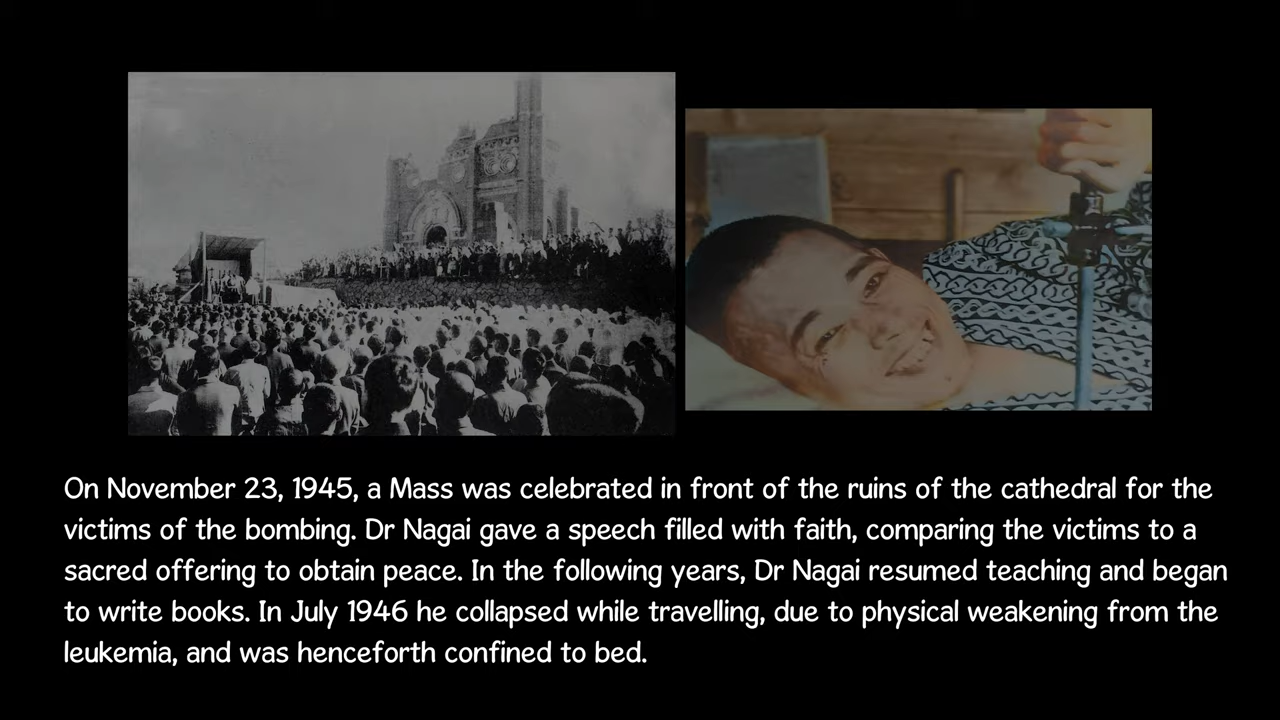 On November 23, 1945, a Mass was celebrated in front of the ruins of the cathedral for the
victims of the bombing. Dr Nagai gave a speech filled with faith, comparing the victims to a
sacred offering to obtain peace. In the following years, Dr Nagai resumed teaching and began
to write books. In July 1946 he collapsed while travelling, due to physical weakening from the
leukemia, and was henceforth confined to bed.